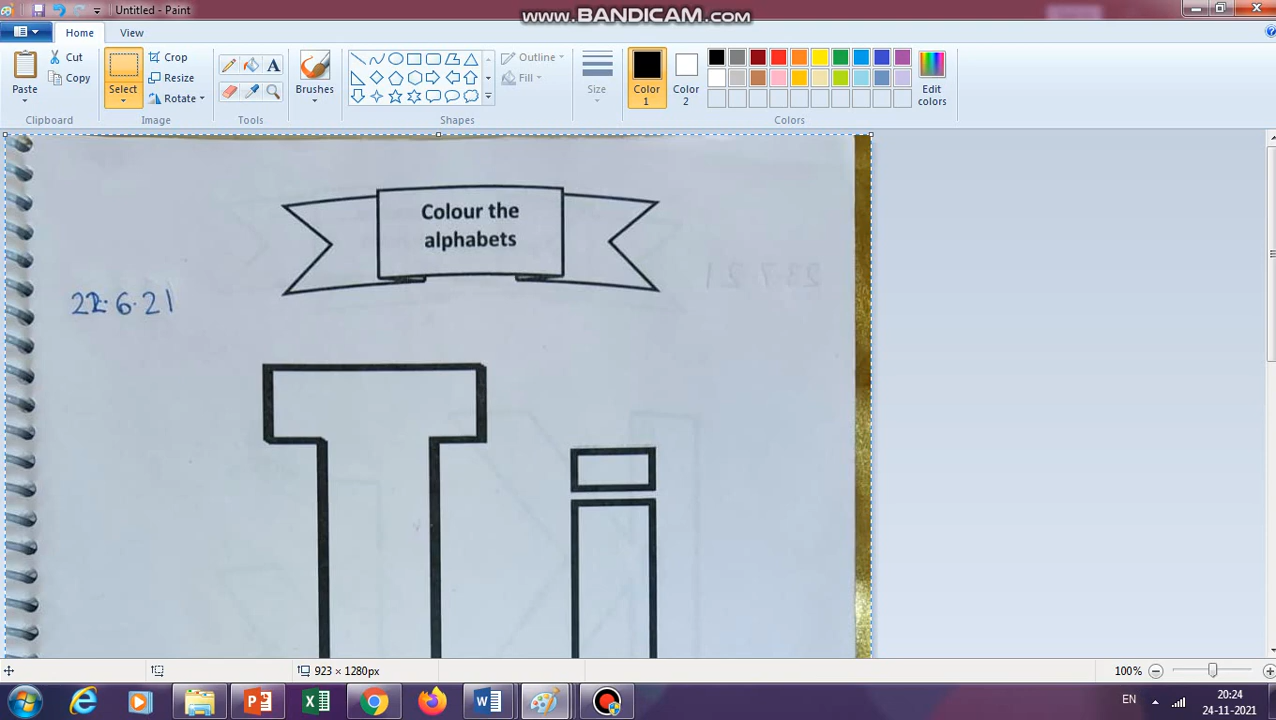 Untitled - Paint
www.BANDICAM.com
Home
View
Paste
Cut
Copy
Clipboard
Select
Crop
Resize
Rotate
Image
A
Tools
Brushes
Outline
Fill
Shapes
Size
Color 1
Color 2
Edit colors
Colors
Colour the
alphabets
22.6.21
T i
923 × 1280px
100%
EN
20:24
24-11-2021